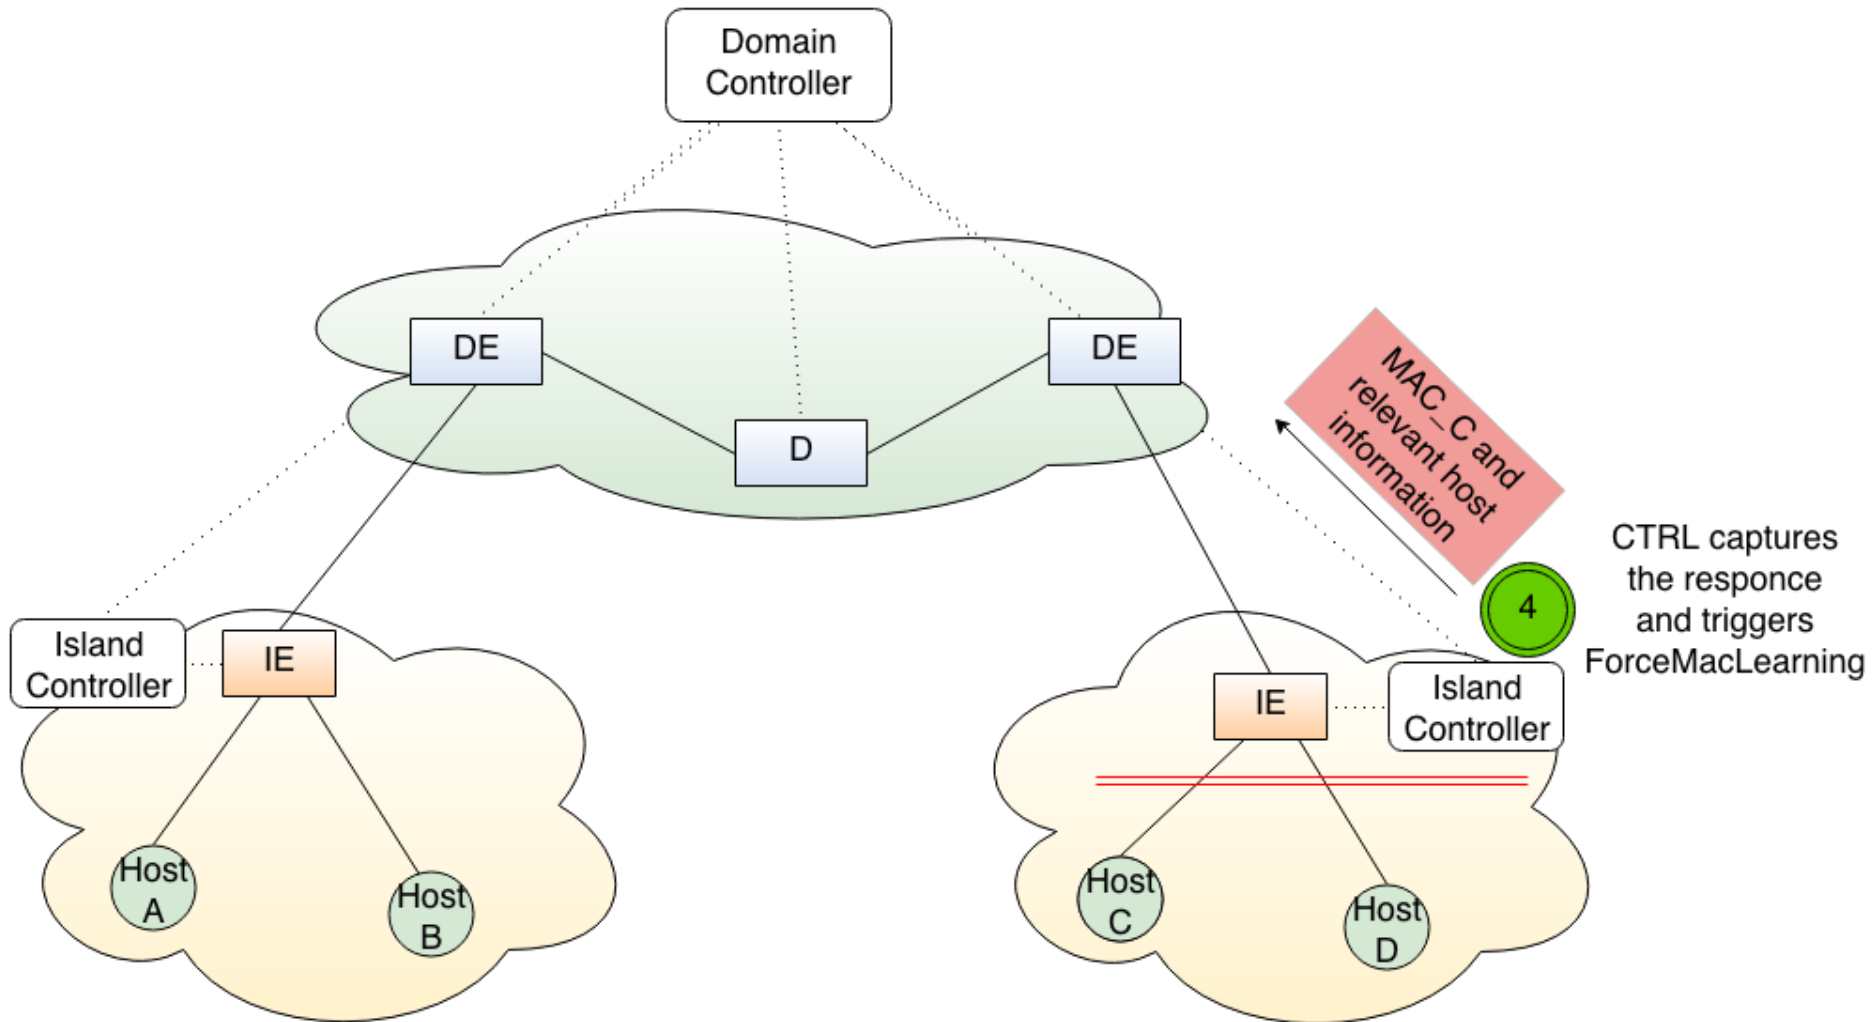 Domain
Controller
DE
DE
D
MAC_C and
relevant host
information
CTRL captures
the responce
and triggers
ForceMacLearning
4
Island
Controller
IE
IE
Island
Controller
Host
A
Host
B
Host
C
Host
D